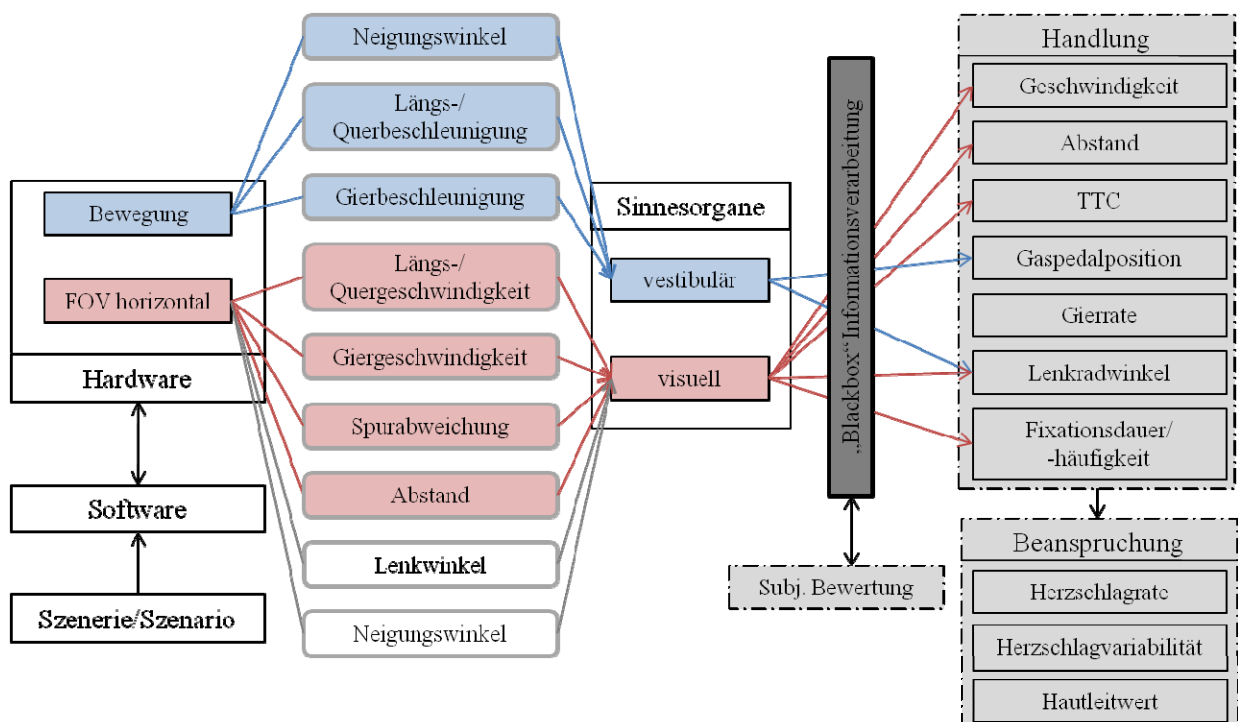 Neigungswinkel
Längs-/
Querbeschleunigung
Gierbeschleunigung
Längs-/
Quergeschwindigkeit
Giergeschwindigkeit
Spurabweichung
Abstand
Lenkwinkel
Neigungswinkel
Bewegung
FOV horizontal
Hardware
Software
Szenerie/Szenario
Sinnesorgane
vestibulär
visuell
„Blackbox“ Informationsverarbeitung
Subj. Bewertung
Handlung
Geschwindigkeit
Abstand
TTC
Gaspedalposition
Gierrate
Lenkradwinkel
Fixationsdauer/
-häufigkeit
Beanspruchung
Herzschlagrate
Herzschlagvariabilität
Hautleitwert